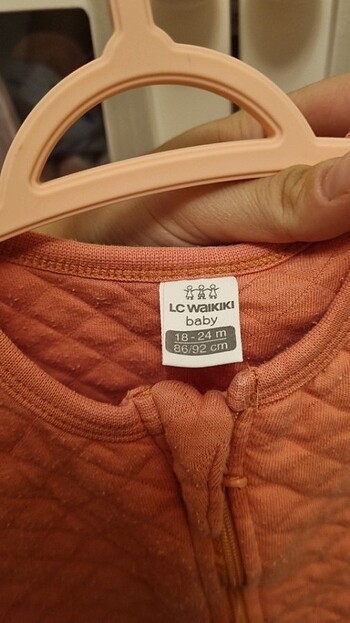 LC WAIKIKI
baby
18 - 24 m
86/92 cm